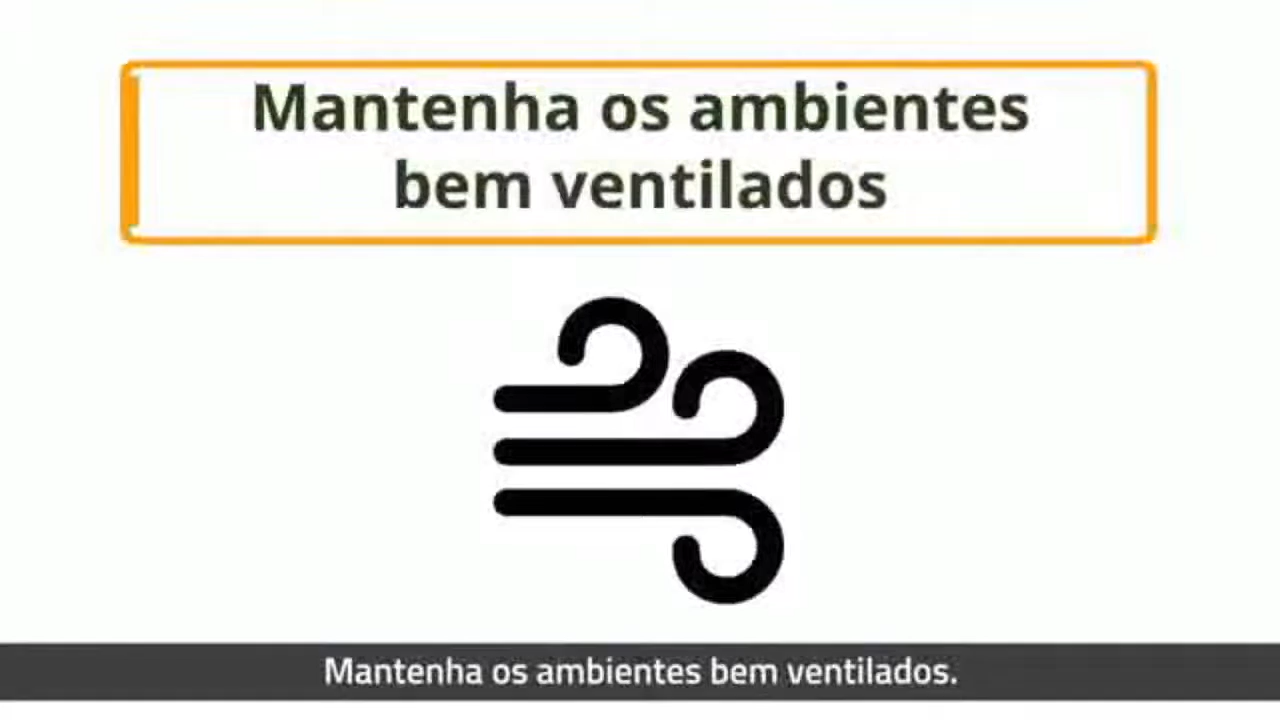 Mantenha os ambientes
bem ventilados
Mantenha os ambientes bem ventilados.